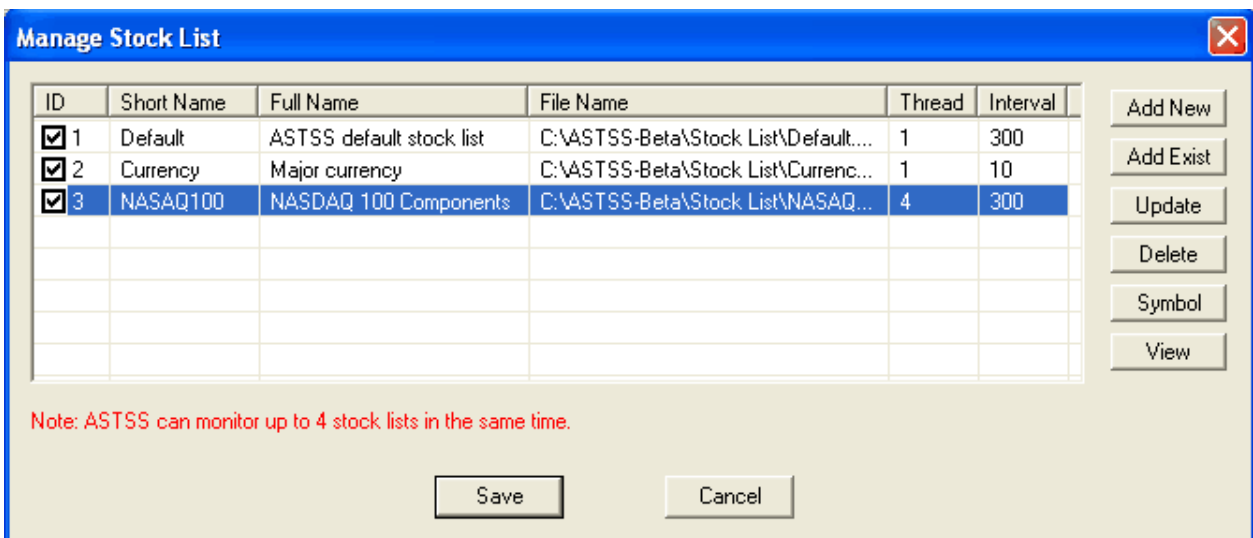 Manage Stock List
ID Short Name Full Name File Name Thread Interval
1 Default ASTSS default stock list C:\ASTSS-Beta\Stock List\Default.... 1 300
2 Currency Major currency C:\ASTSS-Beta\Stock List\Currenc... 1 10
3 NASAQ100 NASDAQ 100 Components C:\ASTSS-Beta\Stock List\NASAQ... 4 300
Add New
Add Exist
Update
Delete
Symbol
View
Note: ASTSS can monitor up to 4 stock lists in the same time.
Save Cancel